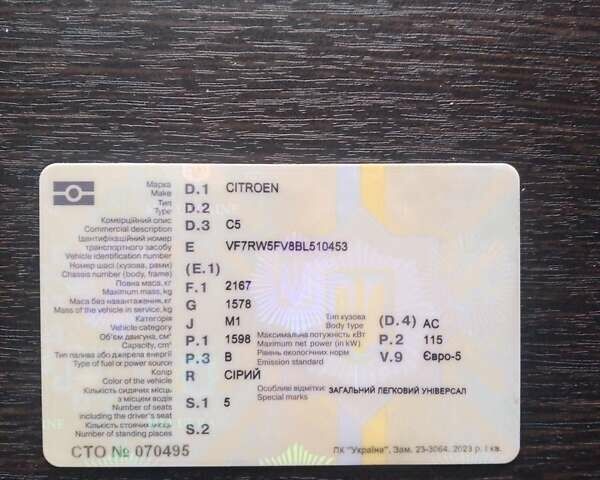 Марка
Make D.1 CITROEN
Тип
Type D.2
Комерційний опис
Commercial description D.3 C5
Ідентифікаційний номер
транспортного засобу E VF7RW5FV8BL510453
Vehicle identification number
Номер шасі (кузова, рами)
Chassis number (body, frame) (E.1)
Повна маса, кг
Maximum mass, kg F.1 2167
Маса без навантаження, кг
Mass of the vehicle in service, kg G 1578
Категорія
Vehicle category J M1 Тип кузова
Body type (D.4) AC
Об'єм двигуна, см³
Capacity, cm³ P.1 1598 Максимальна потужність кВт
Maximum net power (in kW) P.2 115
Тип палива або джерела енергії
Type of fuel or power source P.3 B Рівень екологічних норм
Emission standard V.9 Євро-5
Колір
Color of the vehicle R СІРИЙ
Кількість сидячих місць
з місцем водія
Number of seats
including the driver's seat S.1 5 Особливі відмітки:
Special marks ЗАГАЛЬНИЙ ЛЕГКОВИЙ УНІВЕРСАЛ
Кількість стоячих місць
Number of standing places S.2
СТО № 070495 ПК "Україна", Зам. 23-3064, 2023 р. І кв.